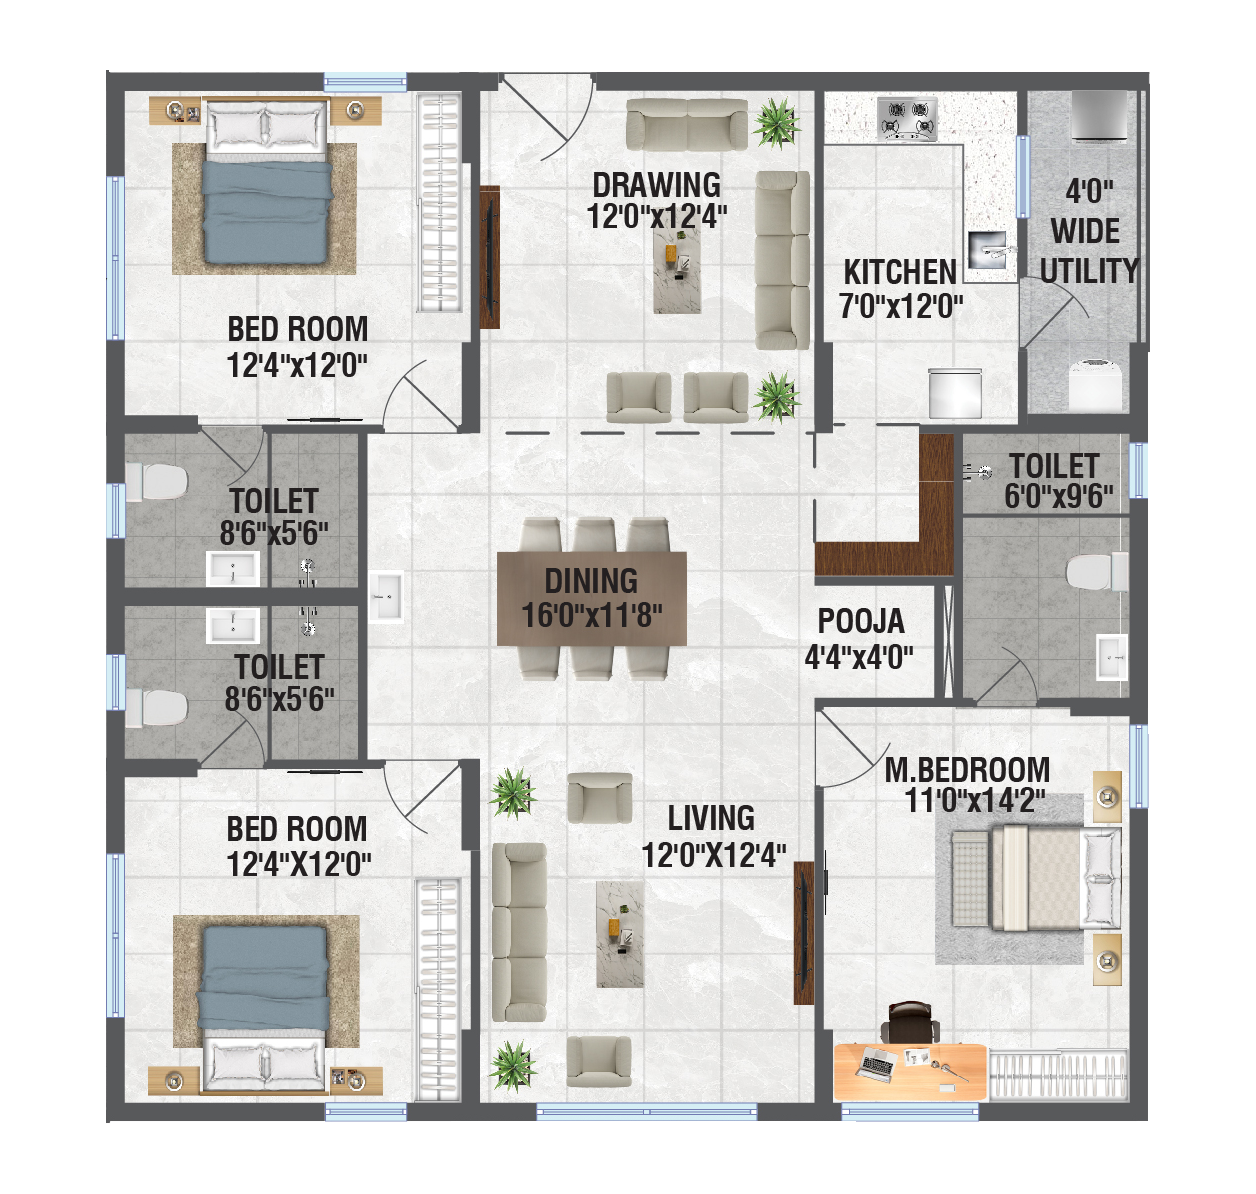 DRAWING
12'0"x12'4"
4'0"
WIDE
UTILITY
KITCHEN
7'0"x12'0"
BED ROOM
12'4"x12'0"
TOILET
8'6"x5'6"
TOILET
6'0"x9'6"
DINING
16'0"x11'8"
POOJA
4'4"x4'0"
TOILET
8'6"x5'6"
M.BEDROOM
11'0"x14'2"
LIVING
12'0"X12'4"
BED ROOM
12'4"X12'0"